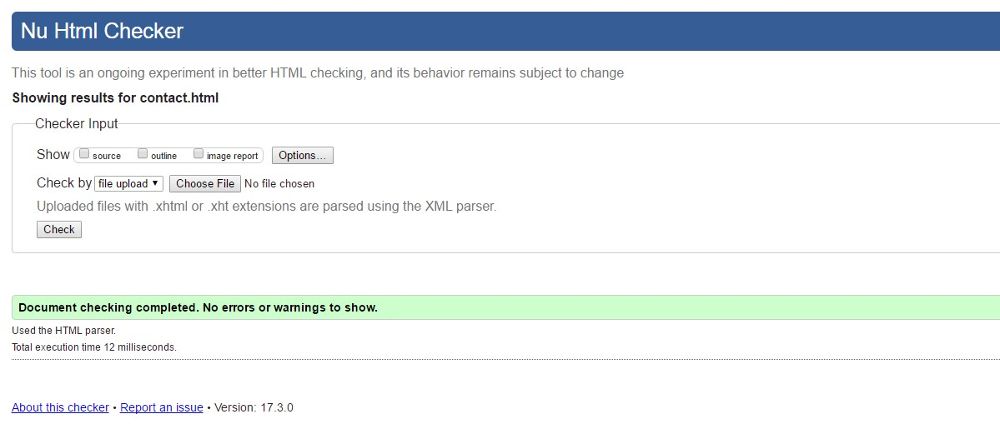 Nu Html Checker
This tool is an ongoing experiment in better HTML checking, and its behavior remains subject to change
Showing results for contact.html
Checker Input
Show source outline image report Options...
Check by file upload Choose File No file chosen
Uploaded files with .xhtml or .xht extensions are parsed using the XML parser.
Check
Document checking completed. No errors or warnings to show.
Used the HTML parser.
Total execution time 12 milliseconds.
About this checker • Report an issue • Version: 17.3.0